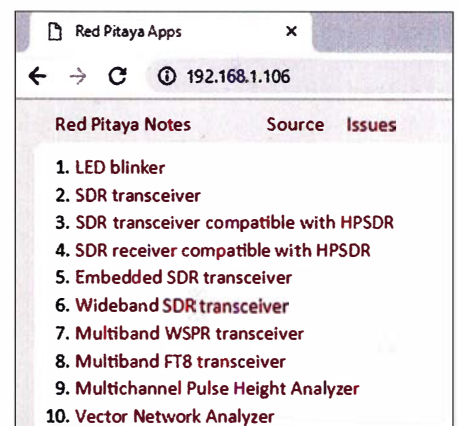 Red Pitaya Apps ×
192.168.1.106
Red Pitaya Notes Source Issues
1. LED blinker
2. SDR transceiver
3. SDR transceiver compatible with HPSDR
4. SDR receiver compatible with HPSDR
5. Embedded SDR transceiver
6. Wideband SDR transceiver
7. Multiband WSPR transceiver
8. Multiband FT8 transceiver
9. Multichannel Pulse Height Analyzer
10. Vector Network Analyzer